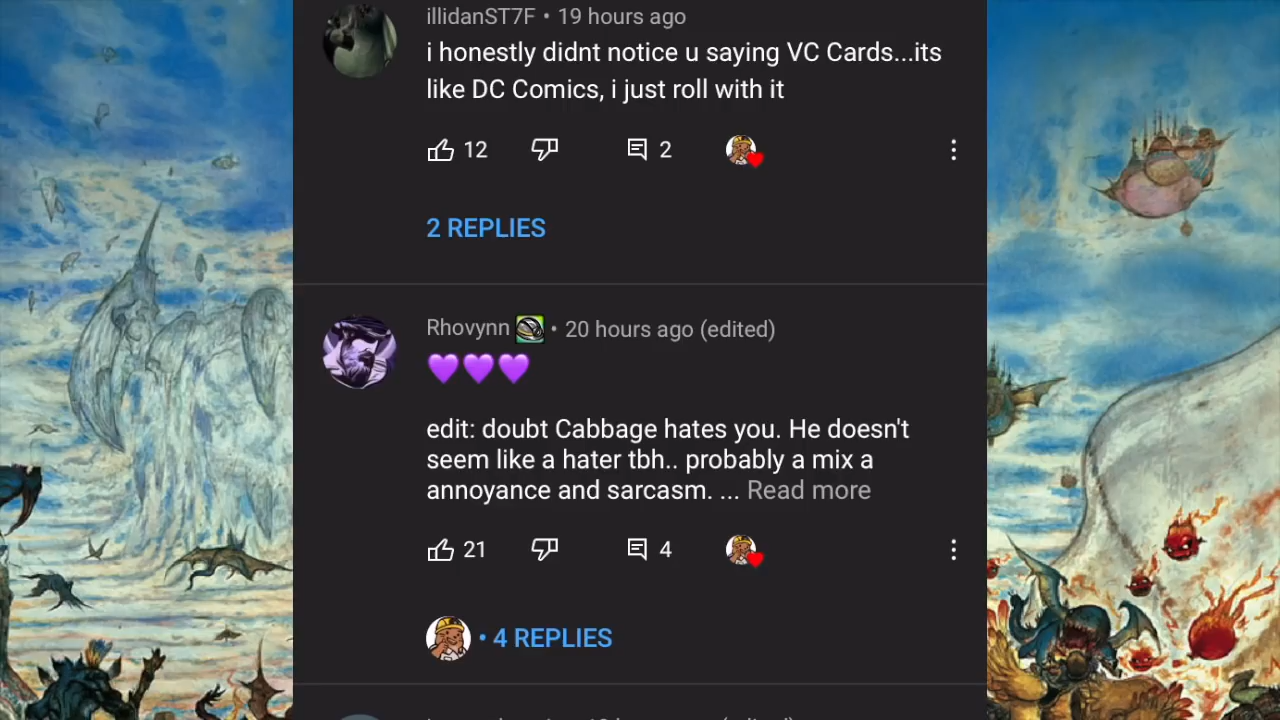 illidanST7F • 19 hours ago
i honestly didnt notice u saying VC Cards...its
like DC Comics, i just roll with it
12
2
2 REPLIES
Rhovynn • 20 hours ago (edited)
💜💜💜
edit: doubt Cabbage hates you. He doesn't
seem like a hater tbh.. probably a mix a
annoyance and sarcasm. ... Read more
21
4
• 4 REPLIES